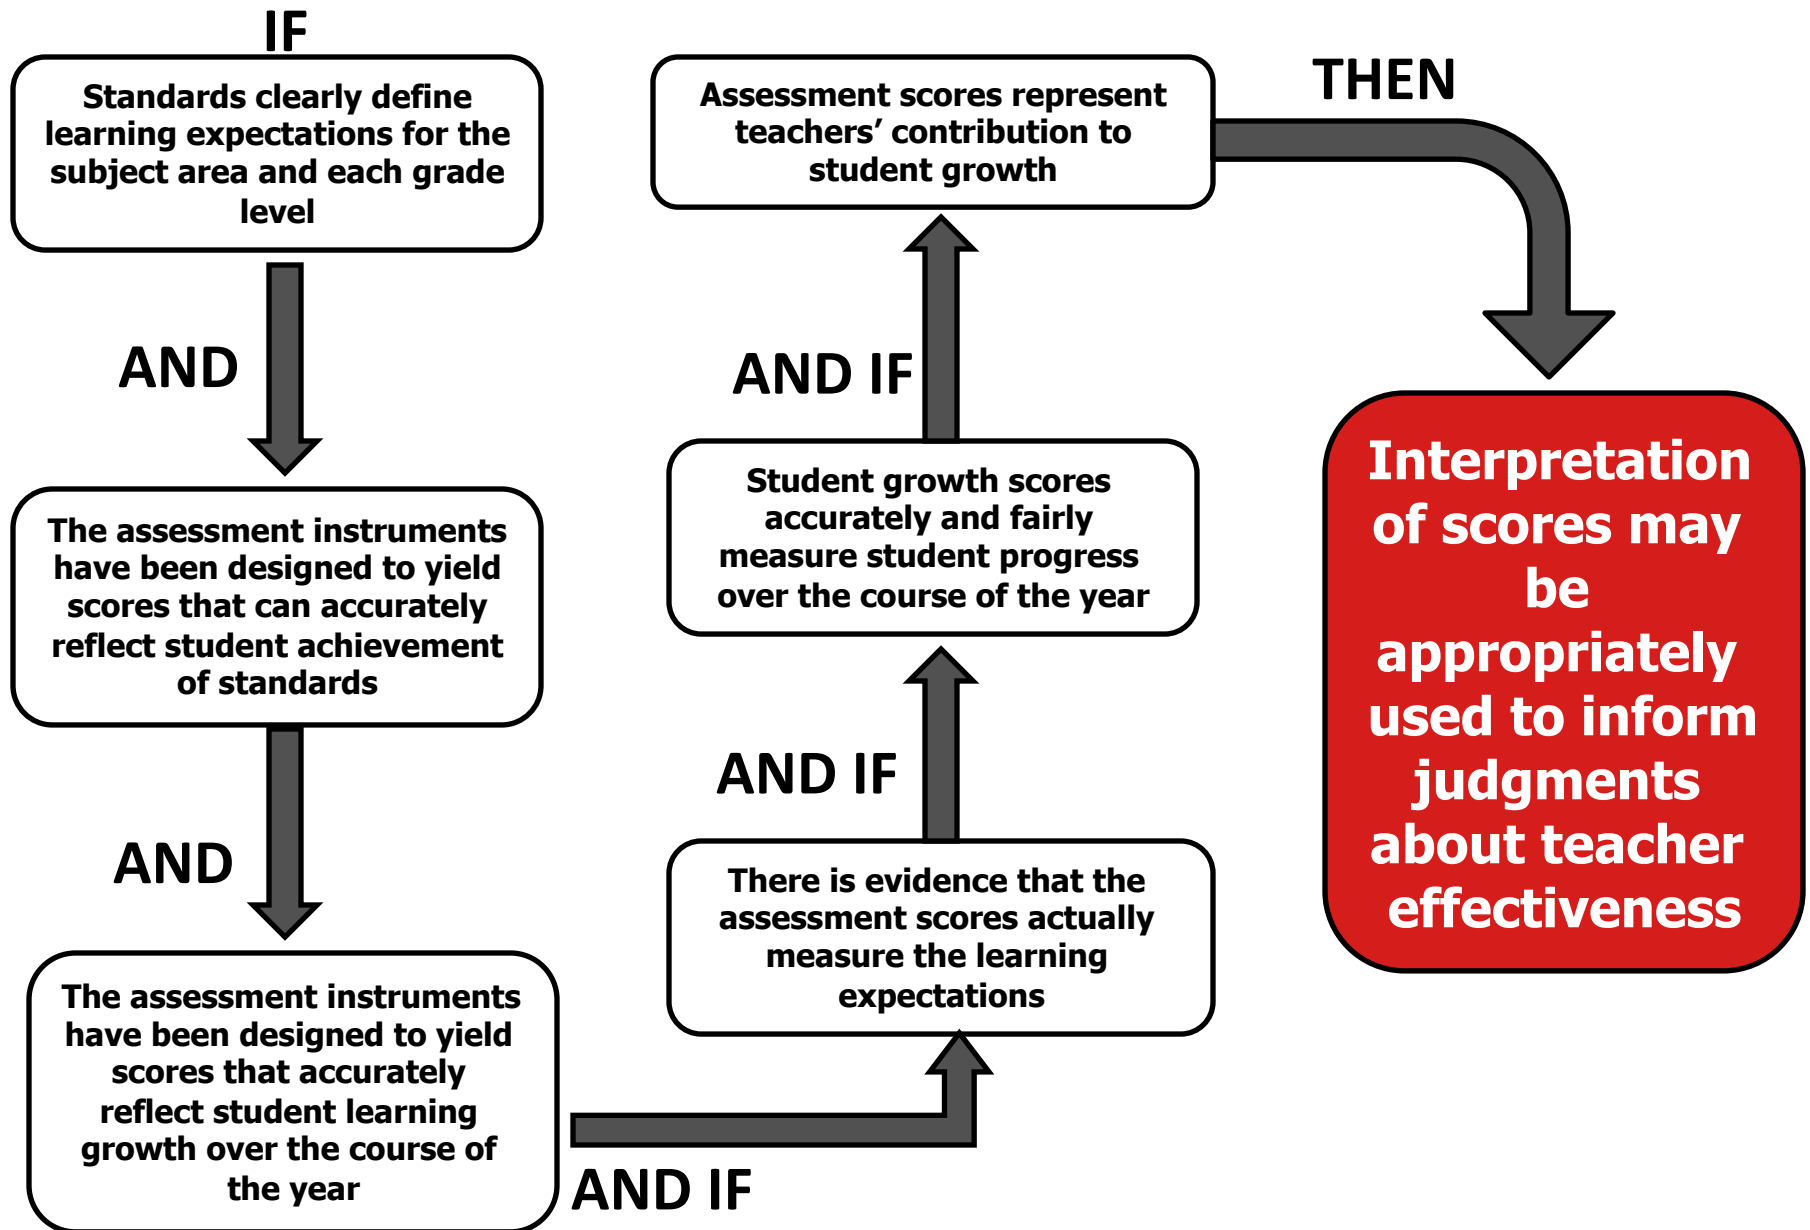 IF
Standards clearly define
learning expectations for the
subject area and each grade
level
AND
The assessment instruments
have been designed to yield
scores that can accurately
reflect student achievement
of standards
AND
The assessment instruments
have been designed to yield
scores that accurately
reflect student learning
growth over the course of
the year
AND IF
There is evidence that the
assessment scores actually
measure the learning
expectations
AND IF
Student growth scores
accurately and fairly
measure student progress
over the course of the year
AND IF
Assessment scores represent
teachers’ contribution to
student growth
THEN
Interpretation
of scores may
be
appropriately
used to inform
judgments
about teacher
effectiveness